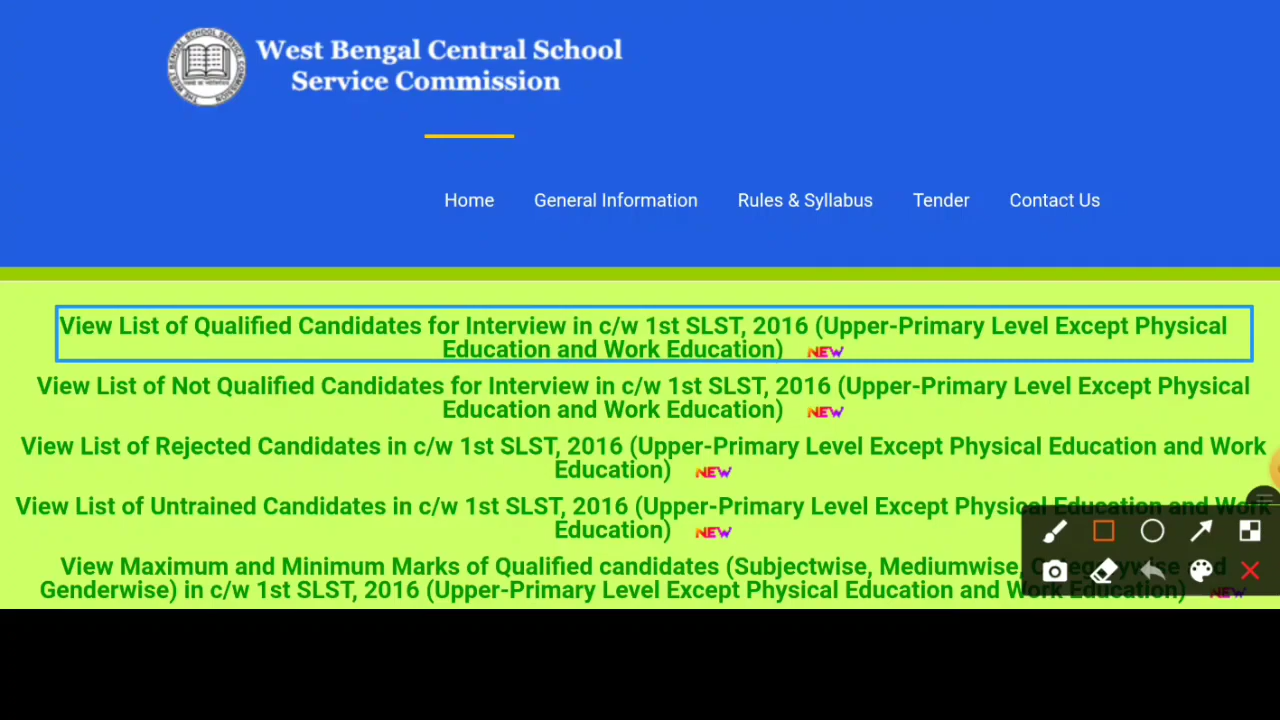 West Bengal Central School
Service Commission
Home General Information Rules & Syllabus Tender Contact Us
View List of Qualified Candidates for Interview in c/w 1st SLST, 2016 (Upper-Primary Level Except Physical
Education and Work Education) NEW
View List of Not Qualified Candidates for Interview in c/w 1st SLST, 2016 (Upper-Primary Level Except Physical
Education and Work Education) NEW
View List of Rejected Candidates in c/w 1st SLST, 2016 (Upper-Primary Level Except Physical Education and Work
Education) NEW
View List of Untrained Candidates in c/w 1st SLST, 2016 (Upper-Primary Level Except Physical Education and Work
Education) NEW
View Maximum and Minimum Marks of Qualified candidates (Subjectwise, Mediumwise, Categorywise and
Genderwise) in c/w 1st SLST, 2016 (Upper-Primary Level Except Physical Education and Work Education) NEW